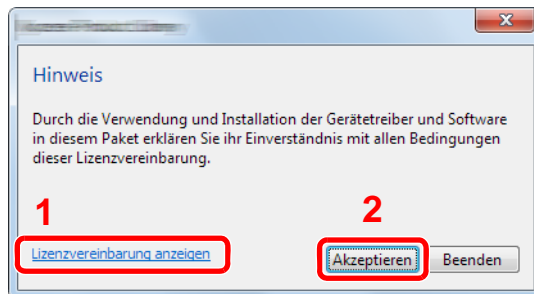 Hinweis
Durch die Verwendung und Installation der Gerätetreiber und Software
in diesem Paket erklären Sie ihr Einverständnis mit allen Bedingungen
dieser Lizenzvereinbarung.
1
2
Lizenzvereinbarung anzeigen
Akzeptieren
Beenden